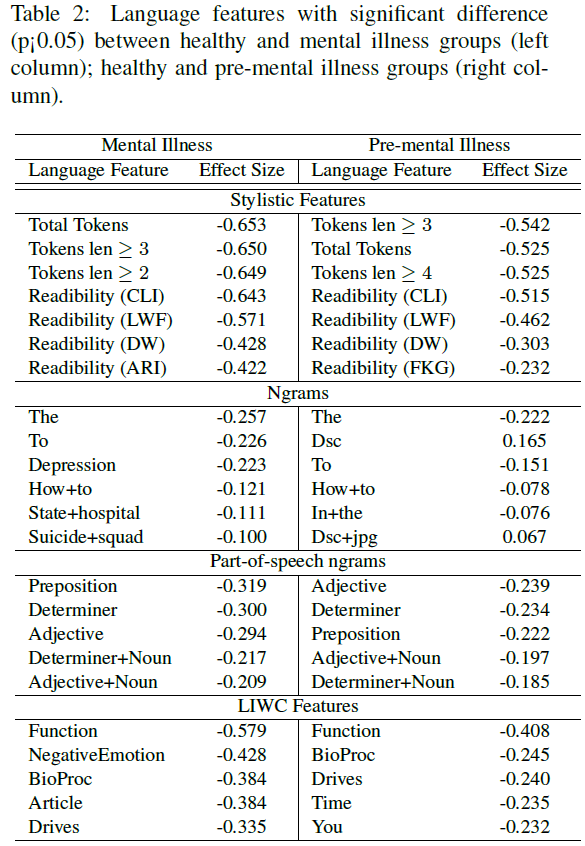 Table 2: Language features with significant difference
(p¡0.05) between healthy and mental illness groups (left
column); healthy and pre-mental illness groups (right col-
umn).
Mental Illness Pre-mental Illness
Language Feature Effect Size Language Feature Effect Size
Stylistic Features
Total Tokens -0.653 Tokens len ≥ 3 -0.542
Tokens len ≥ 3 -0.650 Total Tokens -0.525
Tokens len ≥ 2 -0.649 Tokens len ≥ 4 -0.525
Readibility (CLI) -0.643 Readibility (CLI) -0.515
Readibility (LWF) -0.571 Readibility (LWF) -0.462
Readibility (DW) -0.428 Readibility (DW) -0.303
Readibility (ARI) -0.422 Readibility (FKG) -0.232
Ngrams
The -0.257 The -0.222
To -0.226 Dsc 0.165
Depression -0.223 To -0.151
How+to -0.121 How+to -0.078
State+hospital -0.111 In+the -0.076
Suicide+squad -0.100 Dsc+jpg 0.067
Part-of-speech ngrams
Preposition -0.319 Adjective -0.239
Determiner -0.300 Determiner -0.234
Adjective -0.294 Preposition -0.222
Determiner+Noun -0.217 Adjective+Noun -0.197
Adjective+Noun -0.209 Determiner+Noun -0.185
LIWC Features
Function -0.579 Function -0.408
NegativeEmotion -0.428 BioProc -0.245
BioProc -0.384 Drives -0.240
Article -0.384 Time -0.235
Drives -0.335 You -0.232